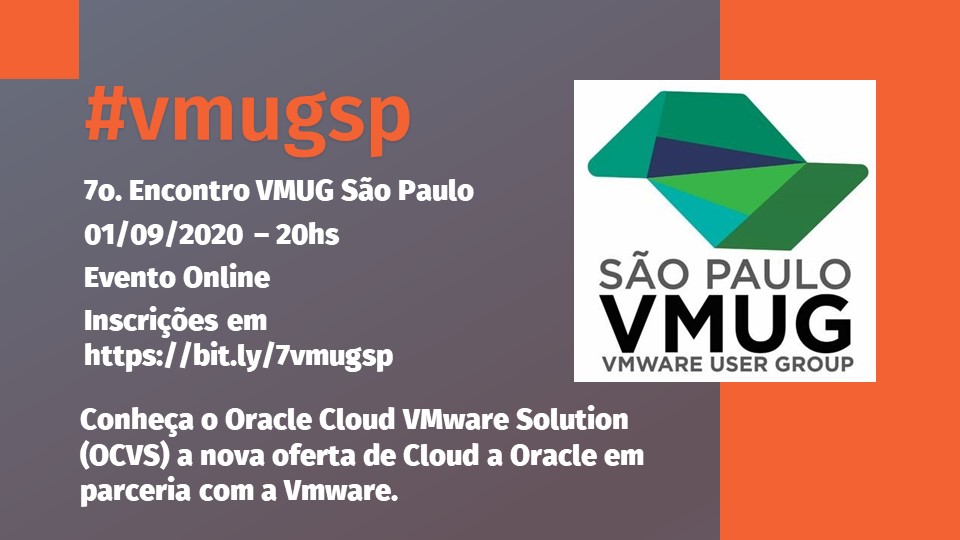 #vmugsp
7o. Encontro VMUG São Paulo
01/09/2020 – 20hs
Evento Online
Inscrições em
https://bit.ly/7vmugsp
Conheça o Oracle Cloud VMware Solution
(OCVS) a nova oferta de Cloud a Oracle em
parceria com a Vmware.
SÃO PAULO
VMUG
VMWARE USER GROUP